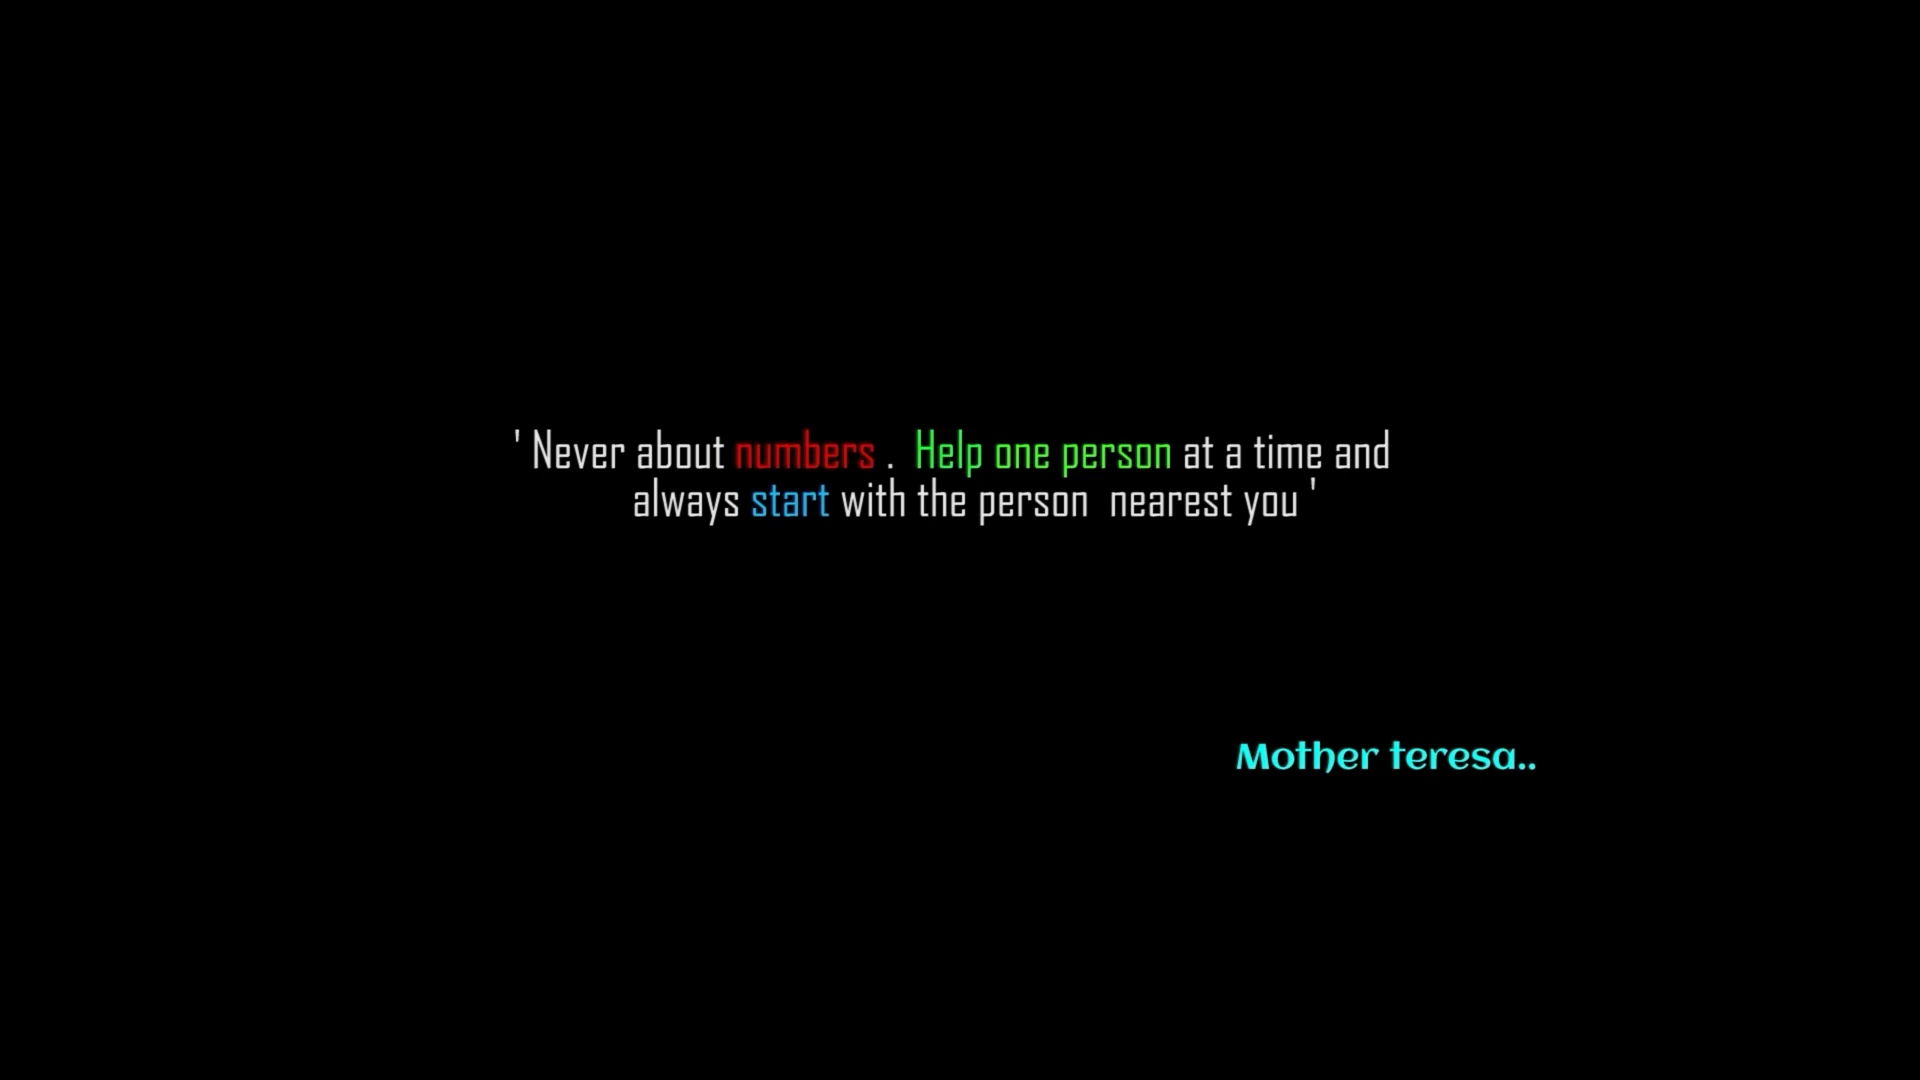 ' Never about numbers .  Help one person at a time and
always start with the person  nearest you '
Mother teresa..